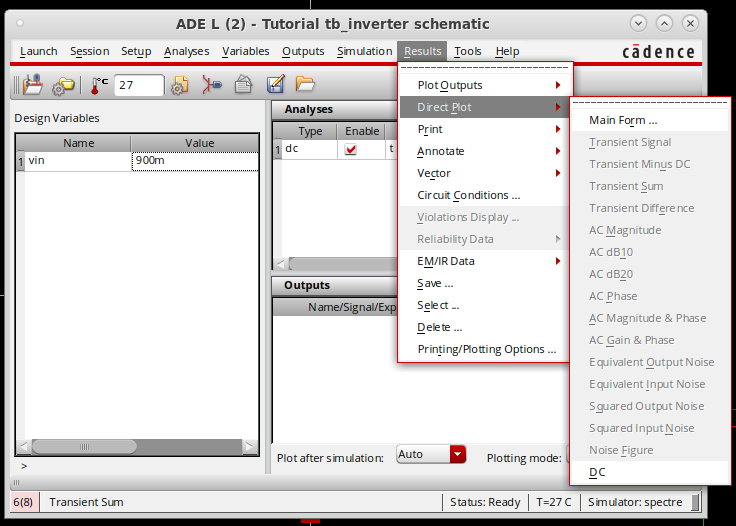 ADE L (2) - Tutorial tb_inverter schematic
Launch Session Setup Analyses Variables Outputs Simulation Results Tools Help cādence
27
Design Variables
Name Value
1 vin 900m
Analyses
Type Enable
1 dc t
Outputs
Name/Signal/Exp
Plot after simulation: Auto Plotting mode:
>
6(8) Transient Sum Status: Ready T=27 C Simulator: spectre
Plot Outputs
Direct Plot
Print
Annotate
Vector
Circuit Conditions ...
Violations Display ...
Reliability Data
EM/IR Data
Save ...
Select ...
Delete ...
Printing/Plotting Options ...
Main Form ...
Transient Signal
Transient Minus DC
Transient Sum
Transient Difference
AC Magnitude
AC dB10
AC dB20
AC Phase
AC Magnitude & Phase
AC Gain & Phase
Equivalent Output Noise
Equivalent Input Noise
Squared Output Noise
Squared Input Noise
Noise Figure
DC